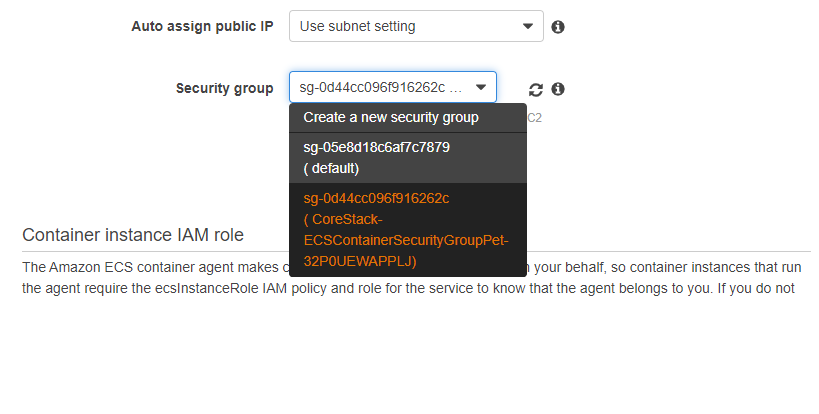 Auto assign public IP
Use subnet setting
Security group
sg-0d44cc096f916262c ...
Create a new security group
C2
sg-05e8d18c6af7c7879
( default)
sg-0d44cc096f916262c
( CoreStack-
ECSContainerSecurityGroupPet-
32P0UEWAPPLJ)
Container instance IAM role
The Amazon ECS container agent makes your behalf, so container instances that run
the agent require the ecsInstanceRole IAM policy and role for the service to know that the agent belongs to you. If you do not